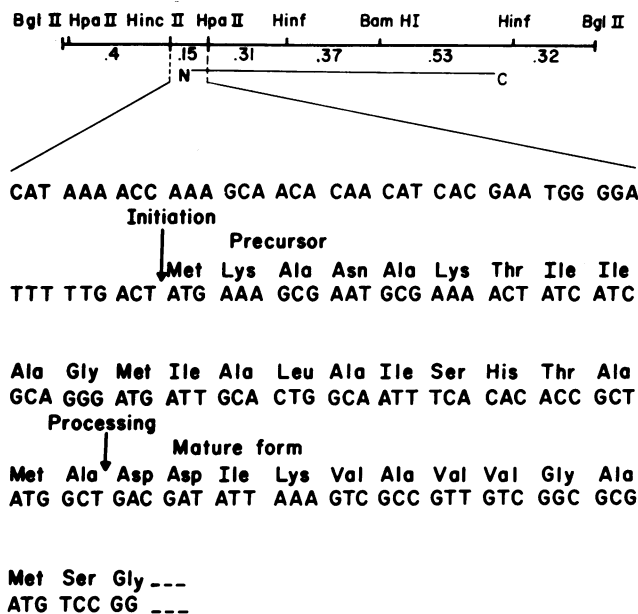 Bgl II Hpa II Hinc II Hpa II Hinf Bam HI Hinf Bgl II
.4 .15 .31 .37 .53 .32
N C
CAT AAA ACC AAA GCA ACA CAA CAT CAC GAA TGG GGA
Initiation
Precursor
Met Lys Ala Asn Ala Lys Thr Ile Ile
TTT TTG ACT ATG AAA GCG AAT GCG AAA ACT ATC ATC
Ala Gly Met Ile Ala Leu Ala Ile Ser His Thr Ala
GCA GGG ATG ATT GCA CTG GCA ATT TCA CAC ACC GCT
Processing
Mature form
Met Ala Asp Asp Ile Lys Val Ala Val Val Gly Ala
ATG GCT GAC GAT ATT AAA GTC GCC GTT GTC GGC GCG
Met Ser Gly ---
ATG TCC GG ---